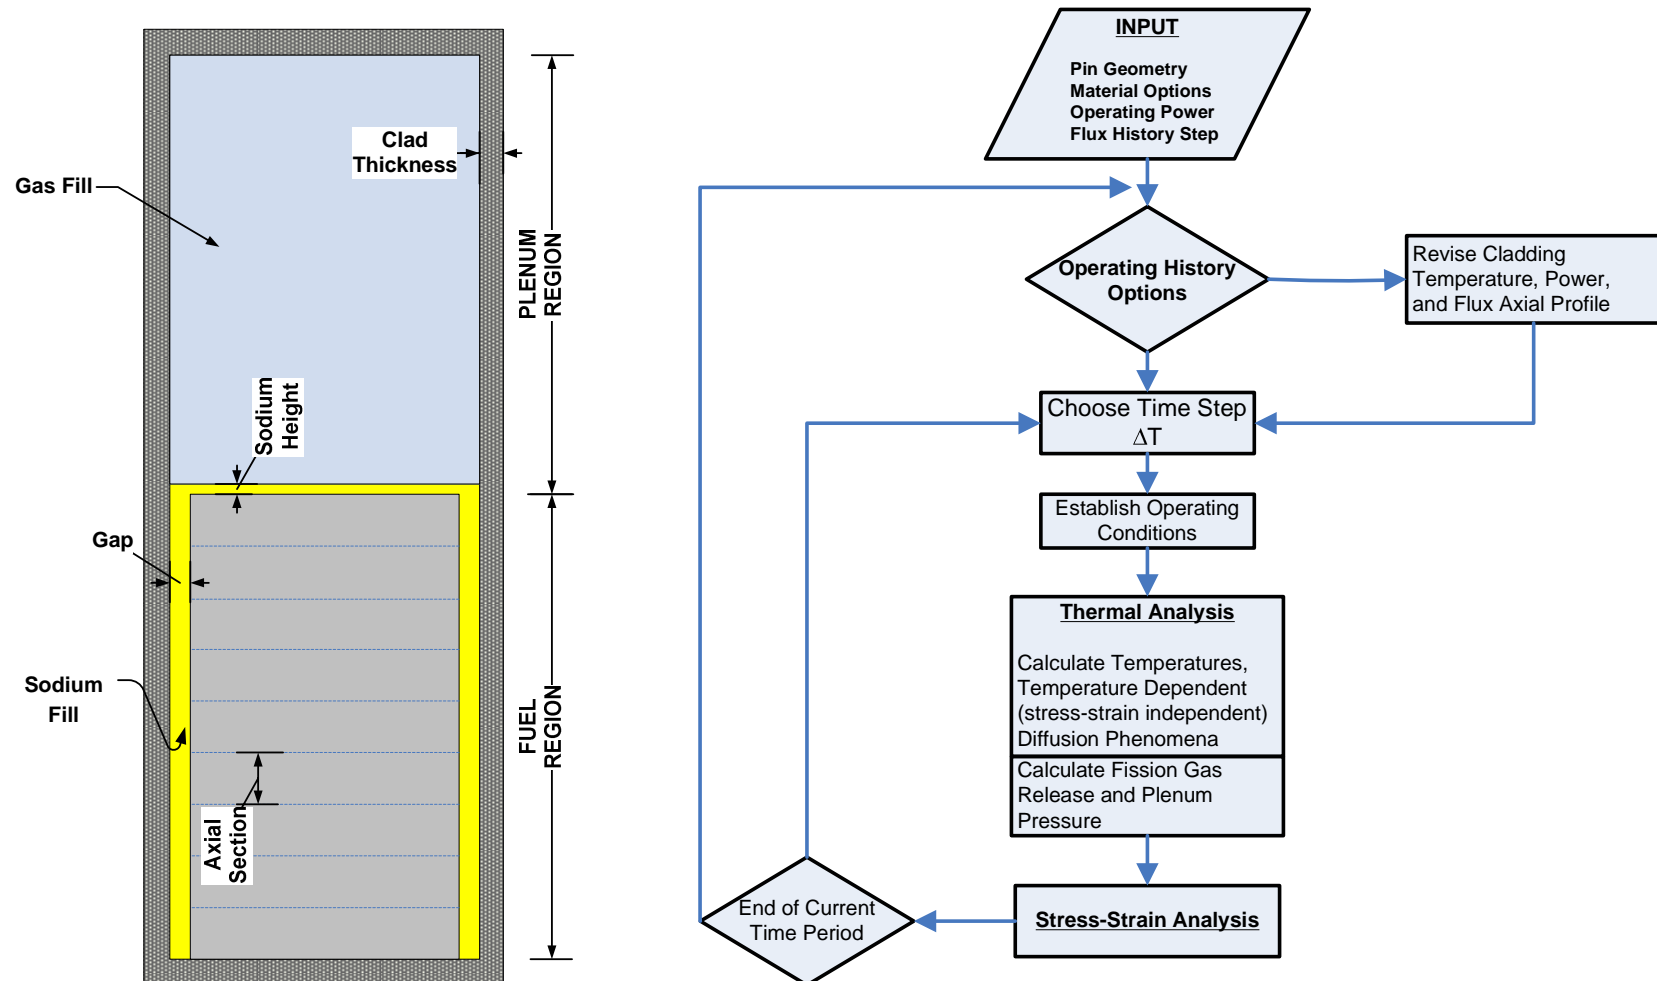 Clad
Thickness
Gas Fill
PLENUM
REGION
Sodium
Height
Gap
Sodium
Fill
FUEL
REGION
Axial
Section
INPUT
Pin Geometry
Material Options
Operating Power
Flux History Step
Operating History
Options
Revise Cladding
Temperature, Power,
and Flux Axial Profile
Choose Time Step
ΔT
Establish Operating
Conditions
Thermal Analysis
Calculate Temperatures,
Temperature Dependent
(stress-strain independent)
Diffusion Phenomena
Calculate Fission Gas
Release and Plenum
Pressure
Stress-Strain Analysis
End of Current
Time Period